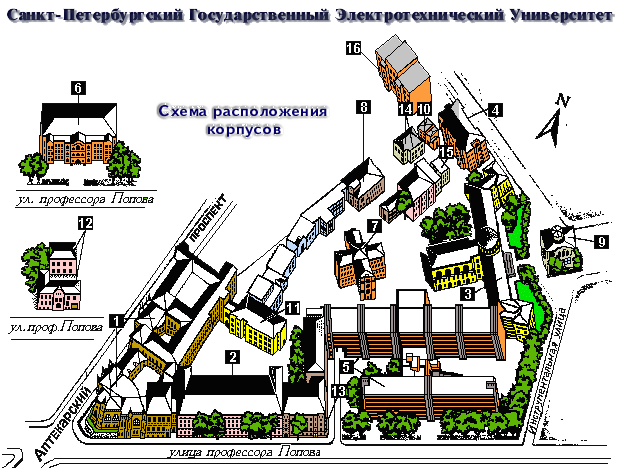 Санкт-Петербургский Государственный Электротехнический Университет
Схема расположения
корпусов
16
6
8
14
10
4
N
15
ул. профессора Попова
12
проспект
7
9
3
ул.проф.Попова
11
1
2
5
13
Аптекарский
Инструментальная улица
улица профессора Попова